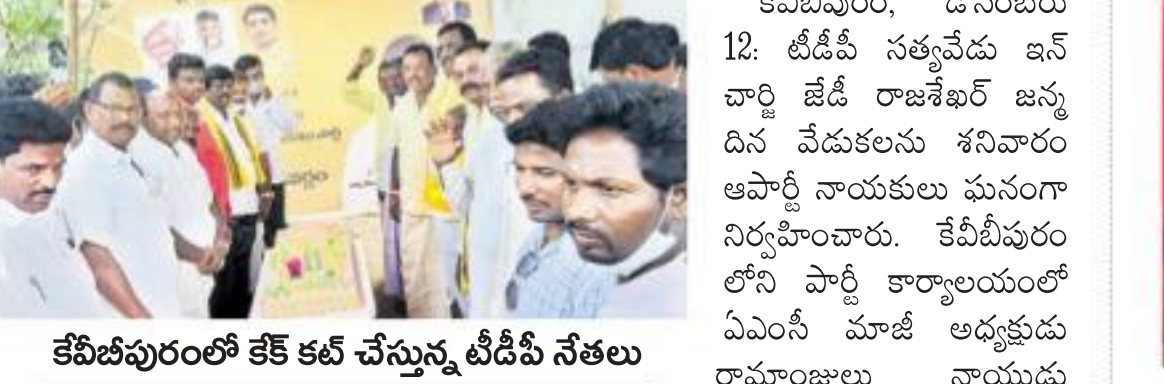 కేవీబీపురం, డిసెంబరు
12: టీడీపీ సత్యవేడు ఇన్
చార్జి జేడీ రాజశేఖర్ జన్మ
దిన వేడుకలను శనివారం
ఆపార్టీ నాయకులు ఘనంగా
నిర్వహించారు. కేవీబీపురం
లోని పార్టీ కార్యాలయంలో
ఏఎంసీ మాజీ అధ్యక్షుడు
రామాంజులు నాయుడు
కేవీబీపురంలో కేక్ కట్ చేస్తున్న టీడీపీ నేతలు